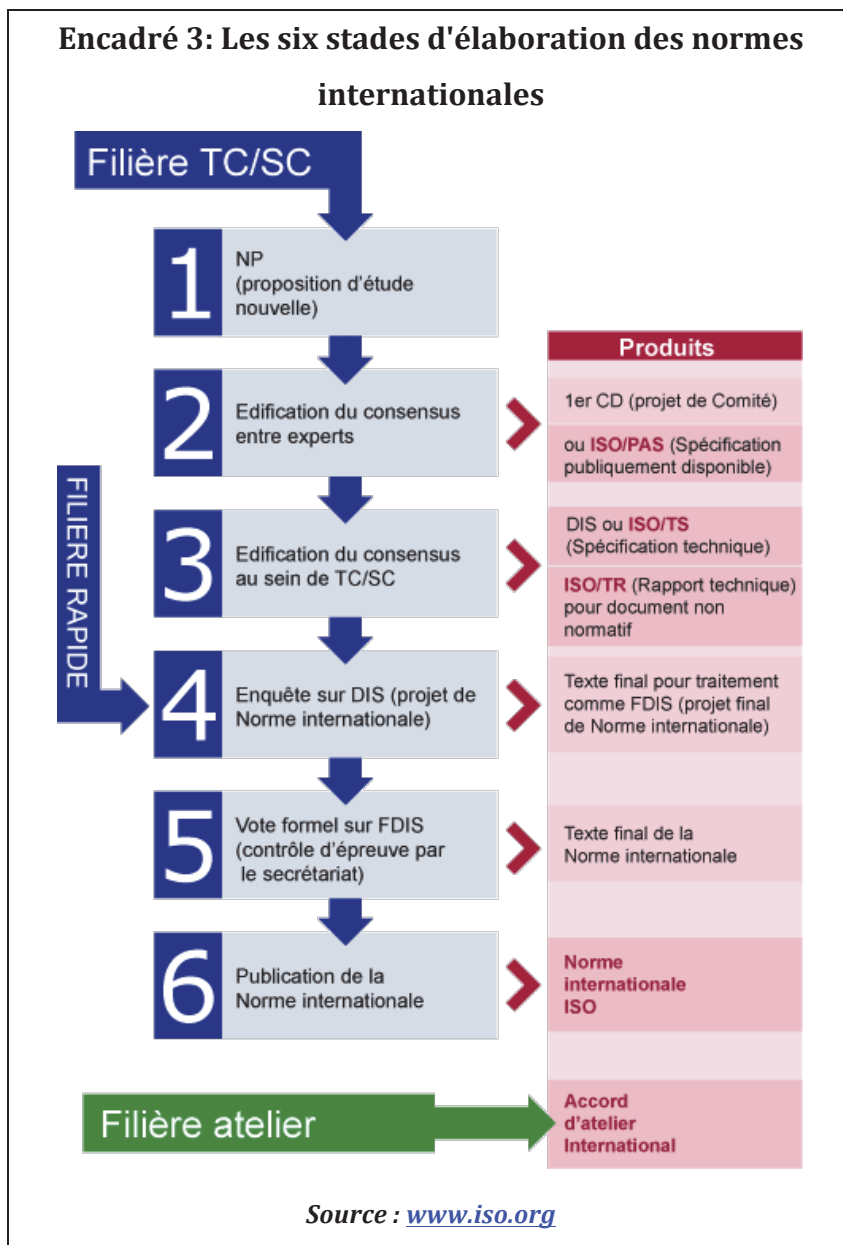 Encadré 3: Les six stades d'élaboration des normes
internationales
Filière TC/SC
1
NP
(proposition d'étude
nouvelle)
Produits
2
Edification du consensus
entre experts
1er CD (projet de Comité)
ou ISO/PAS (Spécification
publiquement disponible)
FILIERE RAPIDE
3
Edification du consensus
au sein de TC/SC
DIS ou ISO/TS
(Spécification technique)
ISO/TR (Rapport technique)
pour document non
normatif
4
Enquête sur DIS (projet de
Norme internationale)
Texte final pour traitement
comme FDIS (projet final
de Norme internationale)
5
Vote formel sur FDIS
(contrôle d'épreuve par
le secrétariat)
Texte final de la
Norme internationale
6
Publication de la
Norme internationale
Norme
internationale
ISO
Filière atelier
Accord
d'atelier
International
Source : www.iso.org